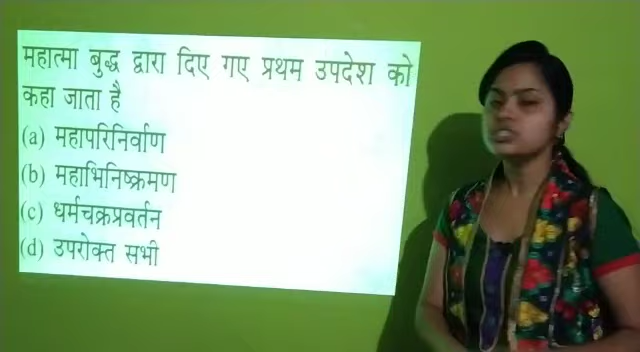 महात्मा बुद्ध द्वारा दिए गए प्रथम उपदेश को
कहा जाता है
(a) महापरिनिर्वाण
(b) महाभिनिष्क्रमण
(c) धर्मचक्रप्रवर्तन
(d) उपरोक्त सभी